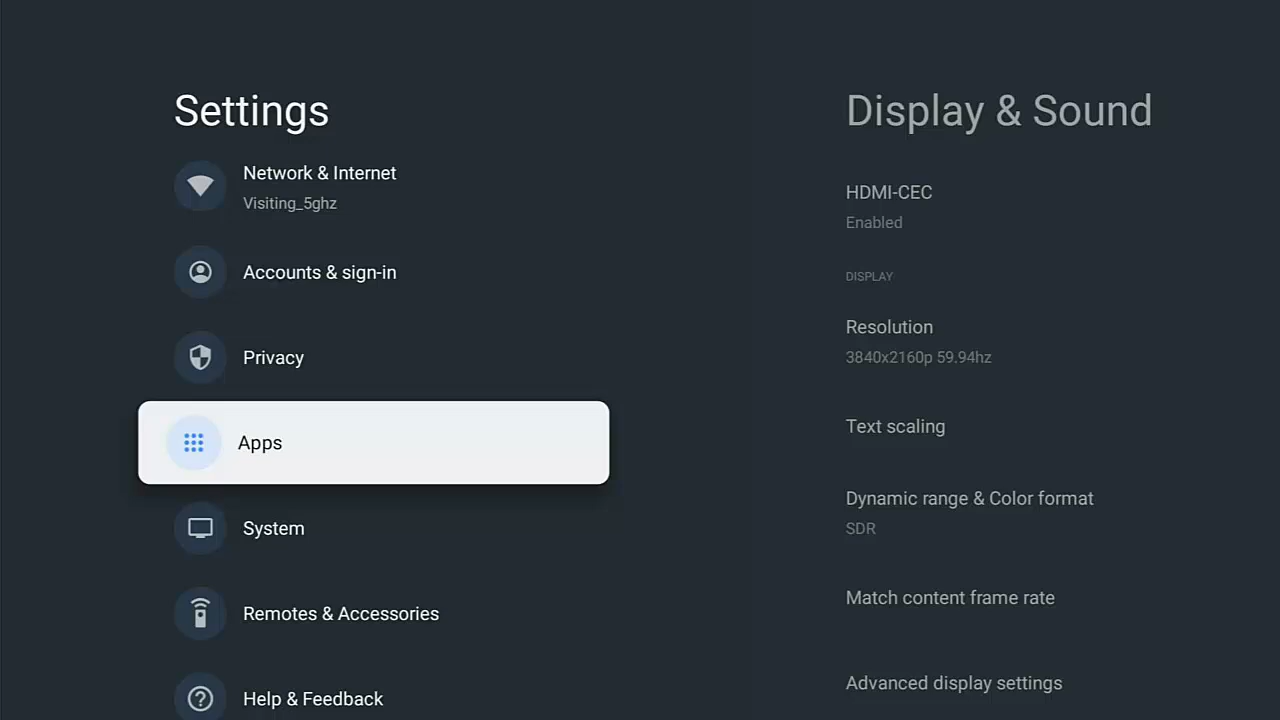 Settings
Network & Internet
Visiting_5ghz
Accounts & sign-in
Privacy
Apps
System
Remotes & Accessories
Help & Feedback
Display & Sound
HDMI-CEC
Enabled
DISPLAY
Resolution
3840x2160p 59.94hz
Text scaling
Dynamic range & Color format
SDR
Match content frame rate
Advanced display settings